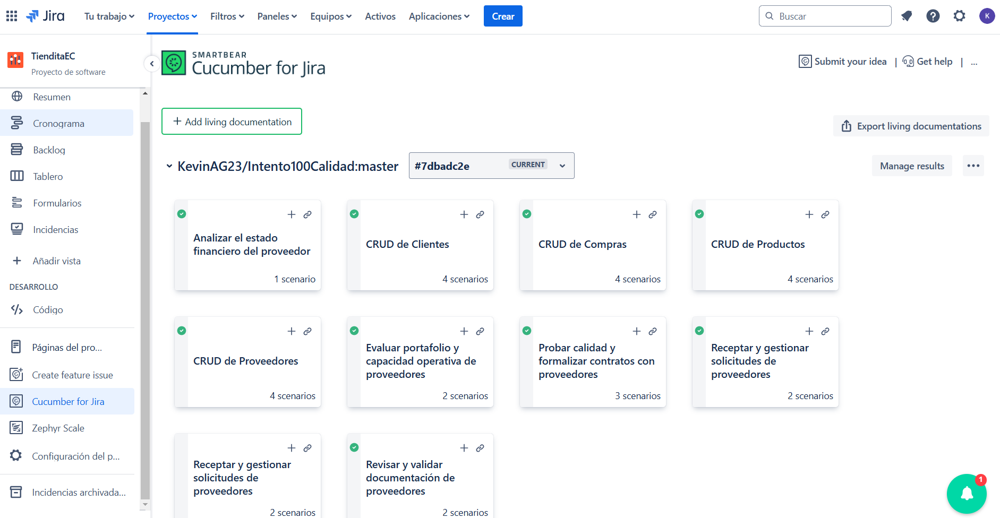 Jira
Tu trabajo
Proyectos
Filtros
Paneles
Equipos
Activos
Aplicaciones
Crear
Buscar
K
TienditaEC
Proyecto de software
Resumen
Cronograma
Backlog
Tablero
Formularios
Incidencias
Añadir vista
DESARROLLO
Código
Páginas del pro...
Create feature issue
Cucumber for Jira
Zephyr Scale
Configuración del p...
Incidencias archivada...
SMARTBEAR
Cucumber for Jira
Submit your idea | Get help | ...
Add living documentation
Export living documentations
KevinAG23/Intento100Calidad:master
#7dbadc2e
CURRENT
Manage results
Analizar el estado
financiero del proveedor
1 scenario
CRUD de Clientes
4 scenarios
CRUD de Compras
4 scenarios
CRUD de Productos
4 scenarios
CRUD de Proveedores
4 scenarios
Evaluar portafolio y
capacidad operativa de
proveedores
2 scenarios
Probar calidad y
formalizar contratos con
proveedores
3 scenarios
Receptar y gestionar
solicitudes de
proveedores
2 scenarios
Receptar y gestionar
solicitudes de
proveedores
2 scenarios
Revisar y validar
documentación de
proveedores
2 scenarios
1